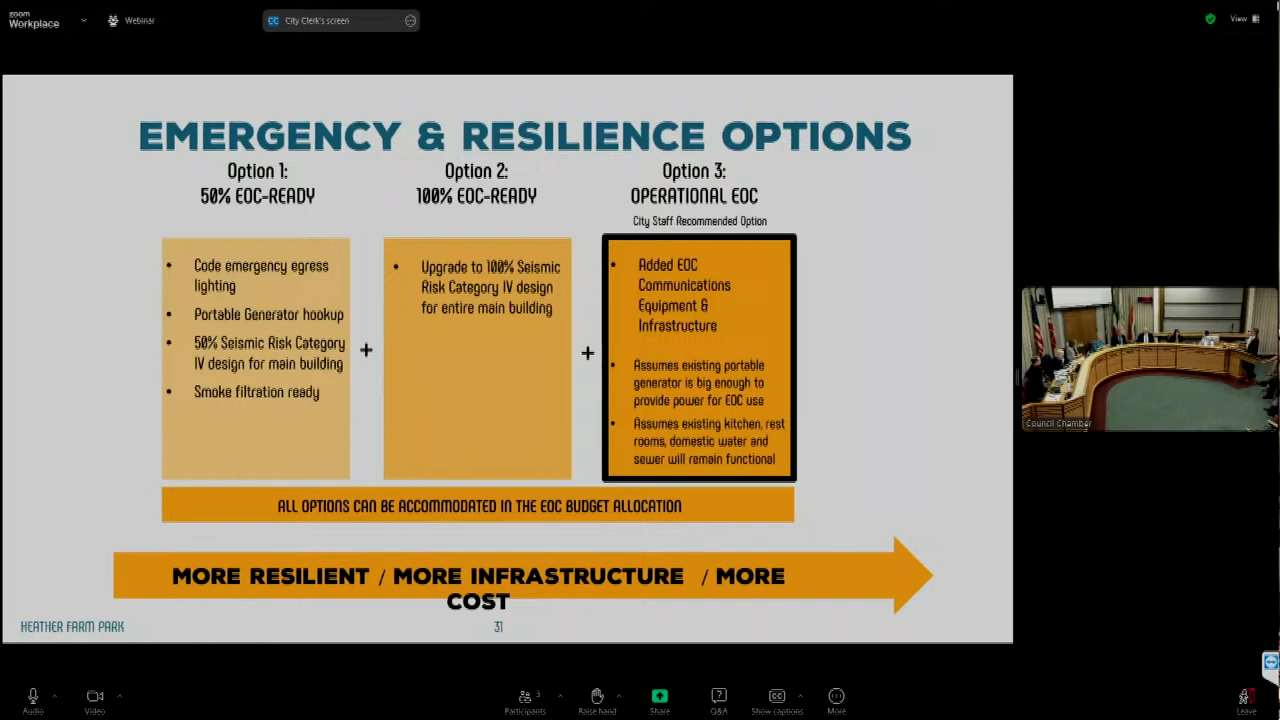 zoom
Workplace
Webinar
CC City Clerk's screen
View
EMERGENCY & RESILIENCE OPTIONS
Option 1:
50% EOC-READY
Option 2:
100% EOC-READY
Option 3:
OPERATIONAL EOC
City Staff Recommended Option
• Code emergency egress
lighting
• Portable Generator hookup
• 50% Seismic Risk Category
IV design for main building
• Smoke filtration ready
+
• Upgrade to 100% Seismic
Risk Category IV design
for entire main building
+
• Added EOC
Communications
Equipment &
Infrastructure
• Assumes existing portable
generator is big enough to
provide power for EOC use
• Assumes existing kitchen, rest
rooms, domestic water and
sewer will remain functional
ALL OPTIONS CAN BE ACCOMMODATED IN THE EOC BUDGET ALLOCATION
MORE RESILIENT / MORE INFRASTRUCTURE / MORE
COST
HEATHER FARM PARK
31
Council Chamber
Audio
Video
Participants
3
Raise hand
Share
Q&A
CC
Show captions
More
Leave